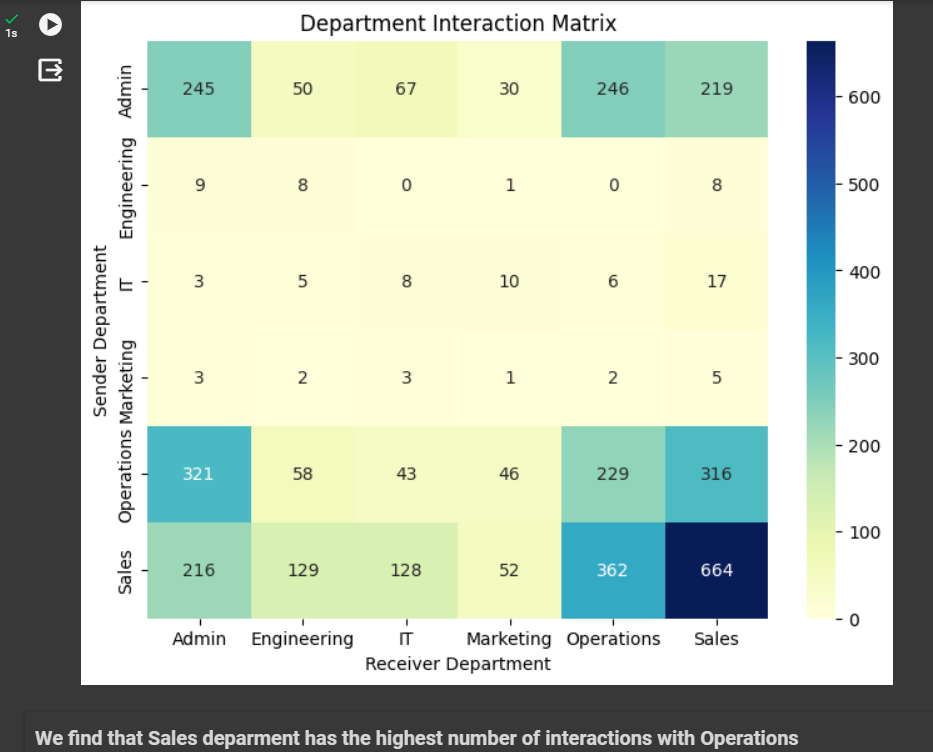 1s
Department Interaction Matrix
Admin 245 50 67 30 246 219
Engineering 9 8 0 1 0 8
IT 3 5 8 10 6 17
Marketing 3 2 3 1 2 5
Operations 321 58 43 46 229 316
Sales 216 129 128 52 362 664
Sender Department
Admin Engineering IT Marketing Operations Sales
Receiver Department
600
500
400
300
200
100
0
We find that Sales deparment has the highest number of interactions with Operations